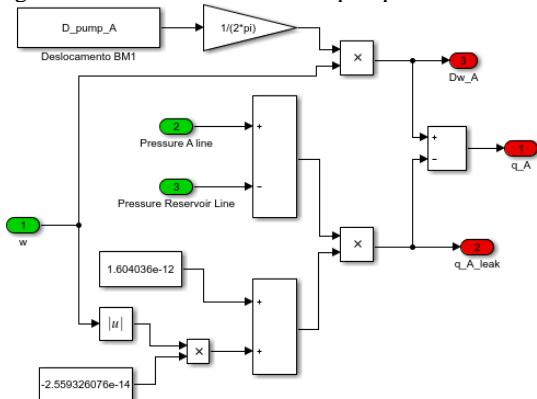 D_pump_A
1/(2*pi)
Deslocamento BM1
×
3
Dw_A
2
+
Pressure A line
+
−
1
q_A
3
−
Pressure Reservoir Line
1
w
×
2
q_A_leak
1.604036e-12
+
|u|
×
+
-2.559326076e-14